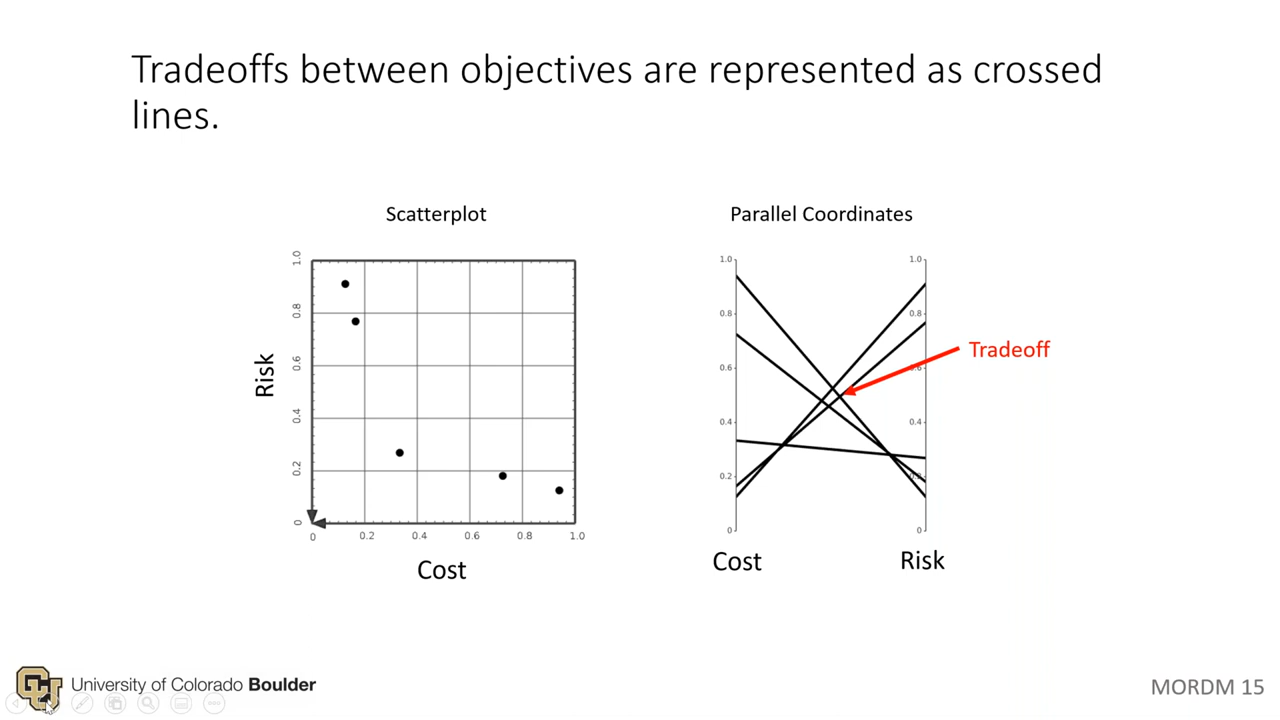 Tradeoffs between objectives are represented as crossed
lines.
Scatterplot
1.0
0.8
0.6
0.4
0.2
0
Risk
0
0.2
0.4
0.6
0.8
1.0
Cost
Parallel Coordinates
1.0
0.8
0.6
0.4
0.2
0
Cost
1.0
0.8
0.6
0.4
0.2
0
Risk
Tradeoff
CU
University of Colorado Boulder
MORDM 15